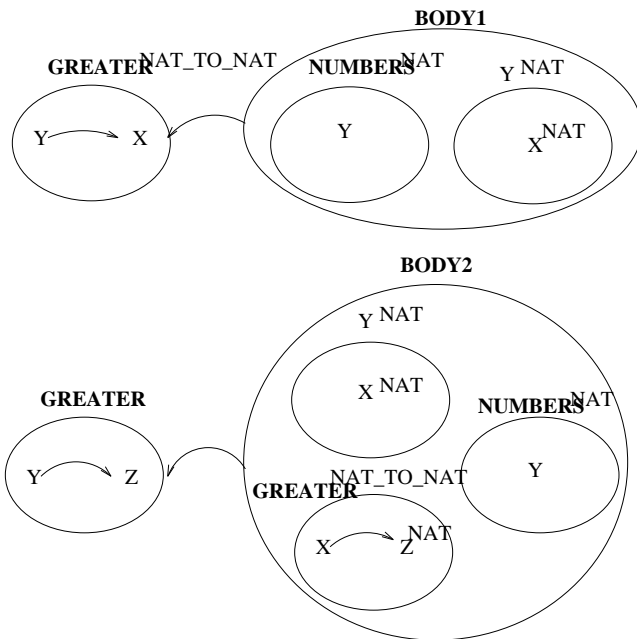 BODY1
GREATER NAT_TO_NAT
NUMBERS NAT
Y NAT
Y X
Y
X NAT
BODY2
Y NAT
X NAT
GREATER
NUMBERS NAT
Y Z
Y
GREATER NAT_TO_NAT
X Z NAT